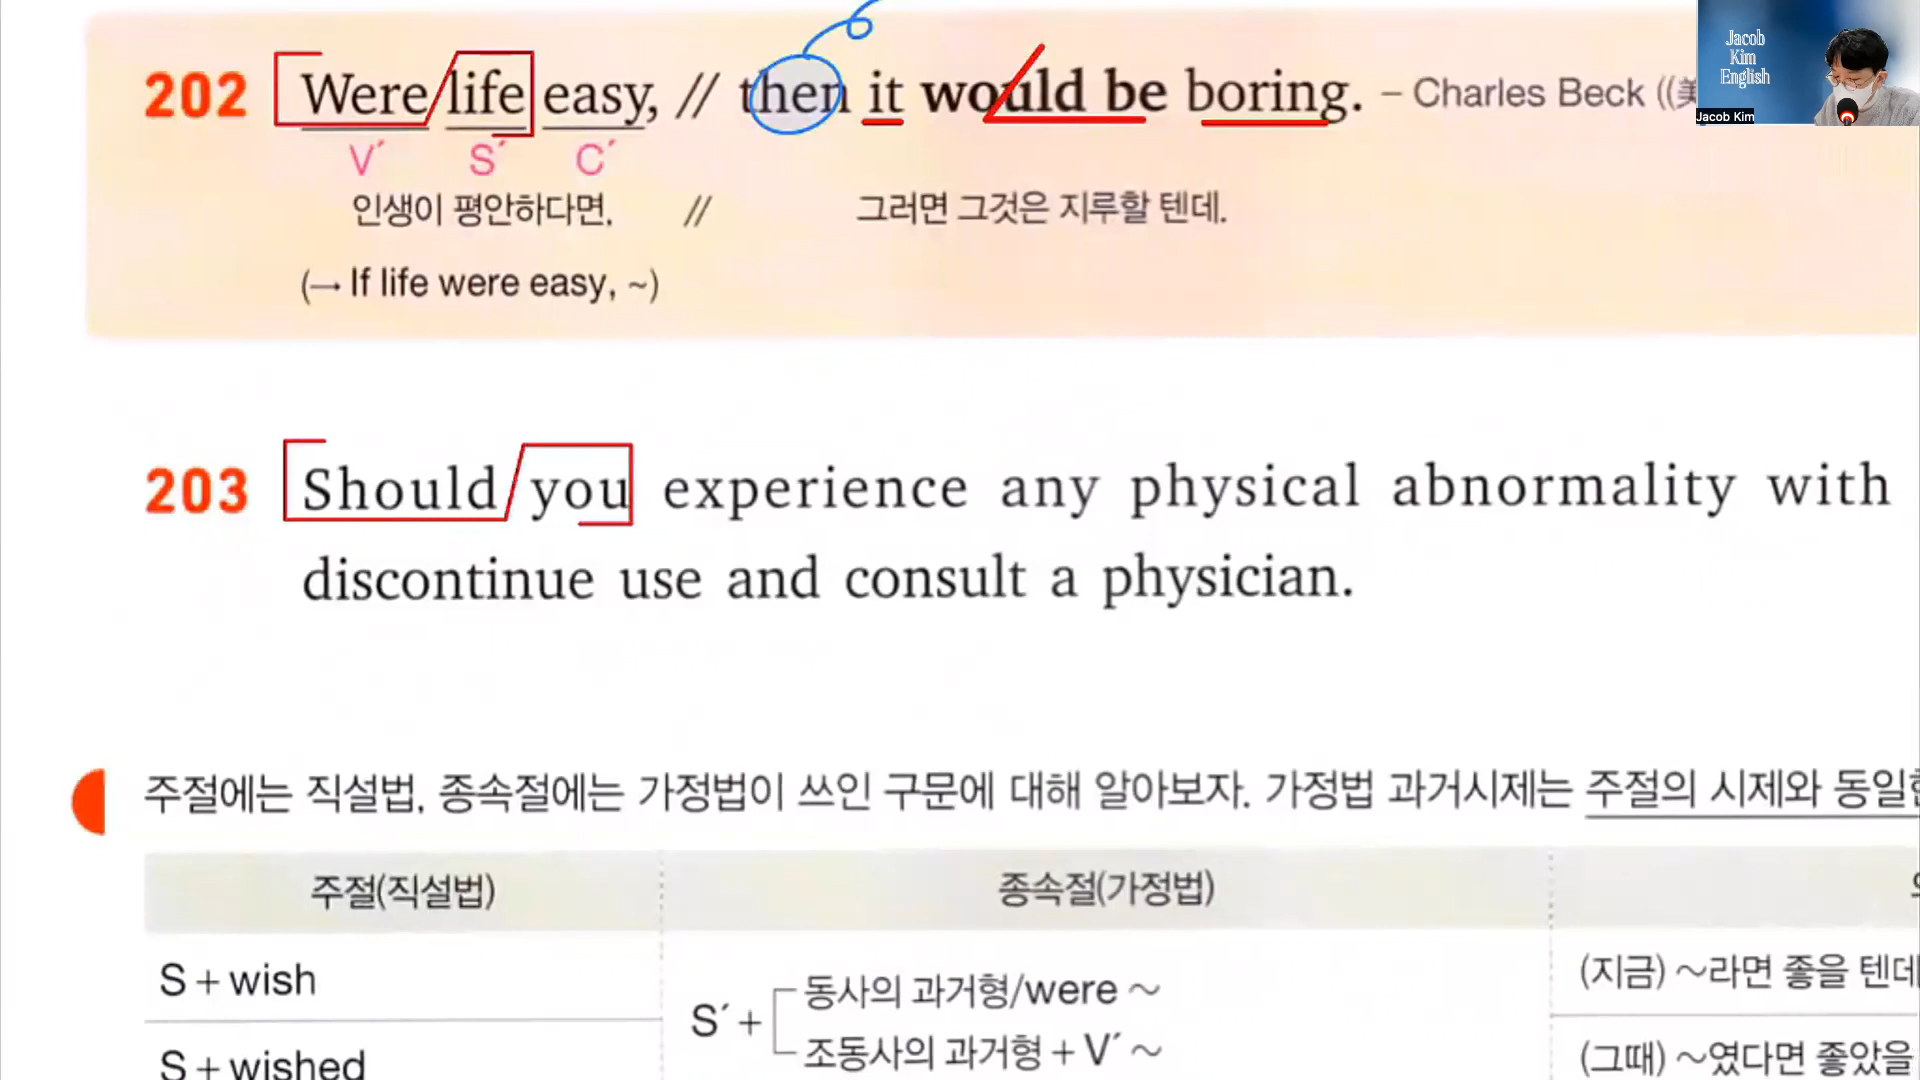 Jacob
Kim
English
Jacob Kim
202 Were life easy, // then it would be boring. – Charles Beck ((美
V´ S´ C´
인생이 평안하다면, // 그러면 그것은 지루할 텐데.
(→ If life were easy, ~)
203 Should you experience any physical abnormality with
discontinue use and consult a physician.
주절에는 직설법, 종속절에는 가정법이 쓰인 구문에 대해 알아보자. 가정법 과거시제는 주절의 시제와 동일한
주절(직설법) 종속절(가정법)
S + wish
S + wished
S´ +
동사의 과거형/were ~
조동사의 과거형 + V´ ~
(지금) ~라면 좋을 텐데
(그때) ~였다면 좋았을